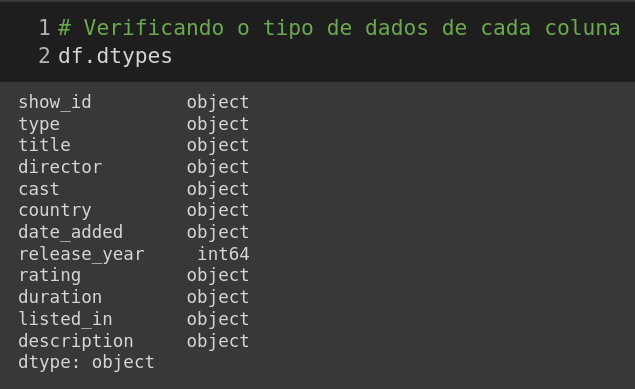 1 # Verificando o tipo de dados de cada coluna
2 df.dtypes
show_id object
type object
title object
director object
cast object
country object
date_added object
release_year int64
rating object
duration object
listed_in object
description object
dtype: object